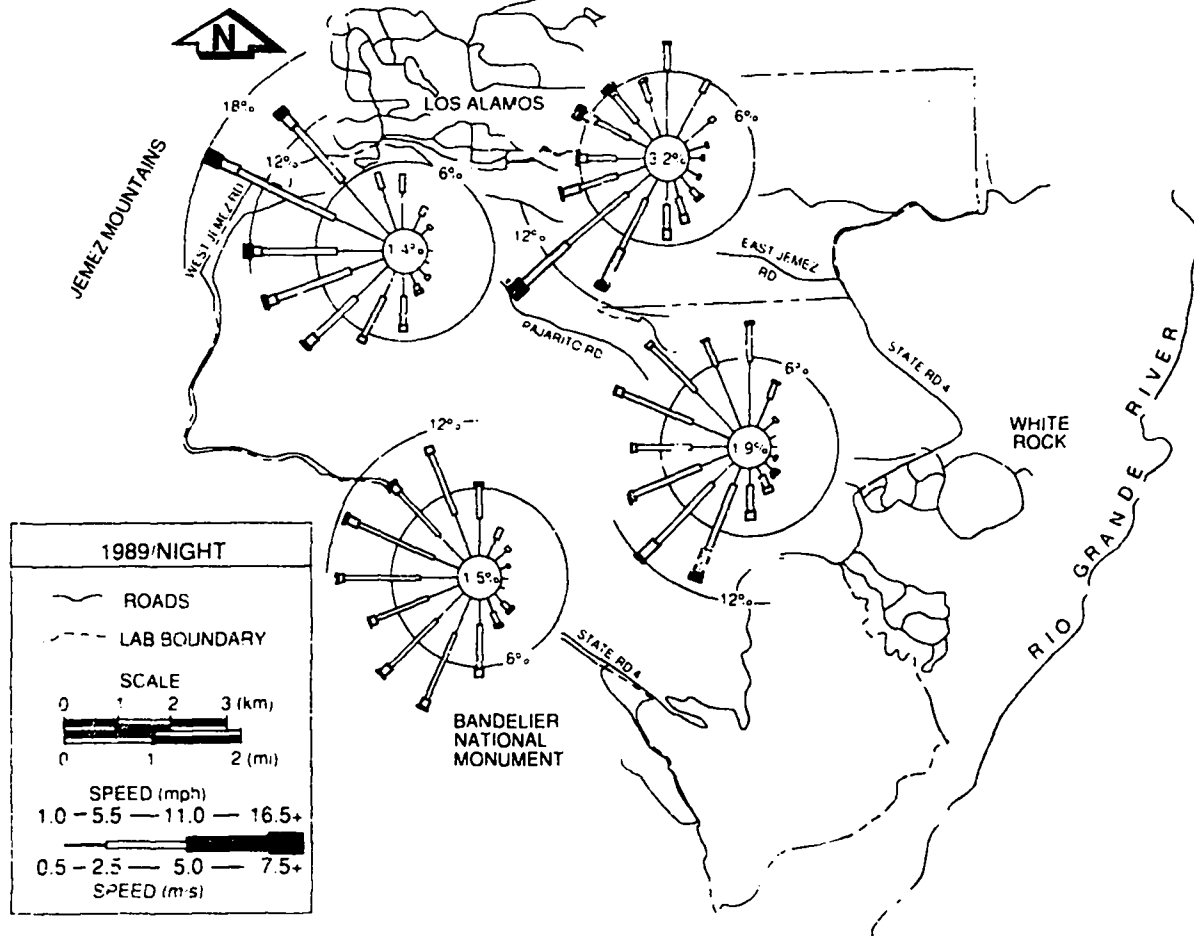 N
18%
LOS ALAMOS
12%
6%
3.2%
6%
JEMEZ MOUNTAINS
WEST JEMEZ RD
1.4%
12%
EAST JEMEZ
RD
PAJARITO RD
STATE RD 4
6%
RIO GRANDE RIVER
WHITE
ROCK
1.9%
12%
12%
1.5%
6%
STATE RD 4
BANDELIER
NATIONAL
MONUMENT
1989/NIGHT
ROADS
LAB BOUNDARY
SCALE
0 1 2 3 (km)
0 1 2 (mi)
SPEED (mph)
1.0 – 5.5 — 11.0 — 16.5+
0.5 – 2.5 — 5.0 — 7.5+
SPEED (m/s)